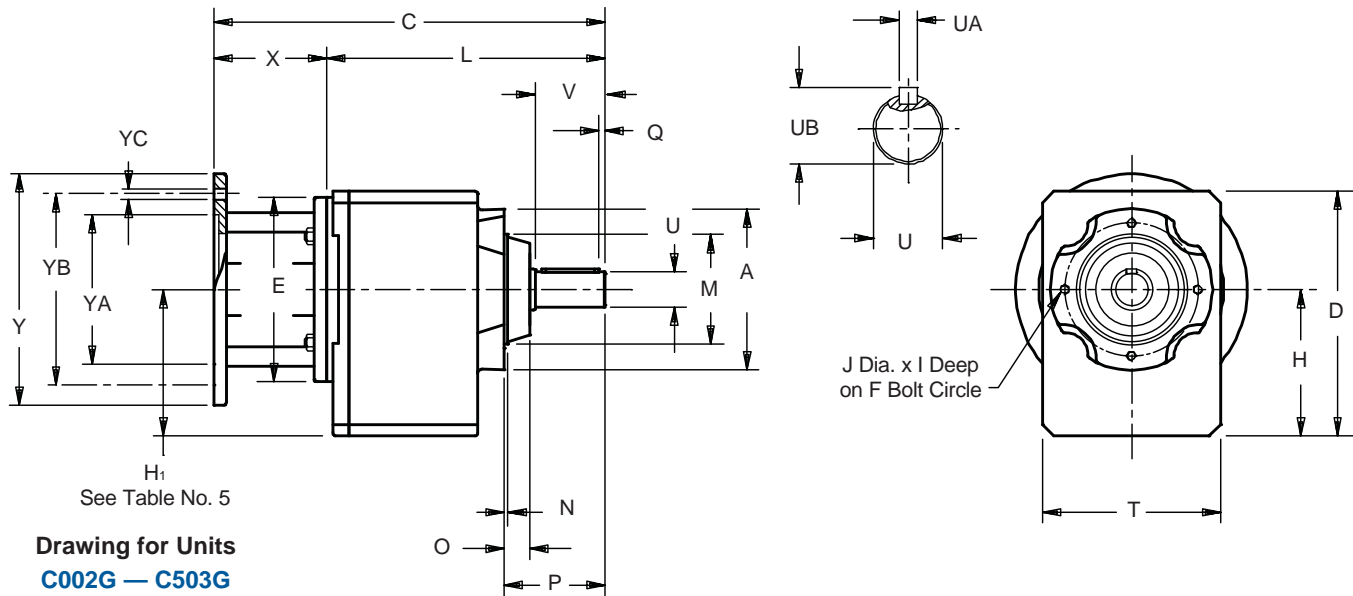 C
X
L
V
Q
YC
U
A
M
E
YB
YA
Y
H1
See Table No. 5
N
O
P
Drawing for Units
C002G — C503G
UA
UB
U
D
H
J Dia. x I Deep
on F Bolt Circle
T